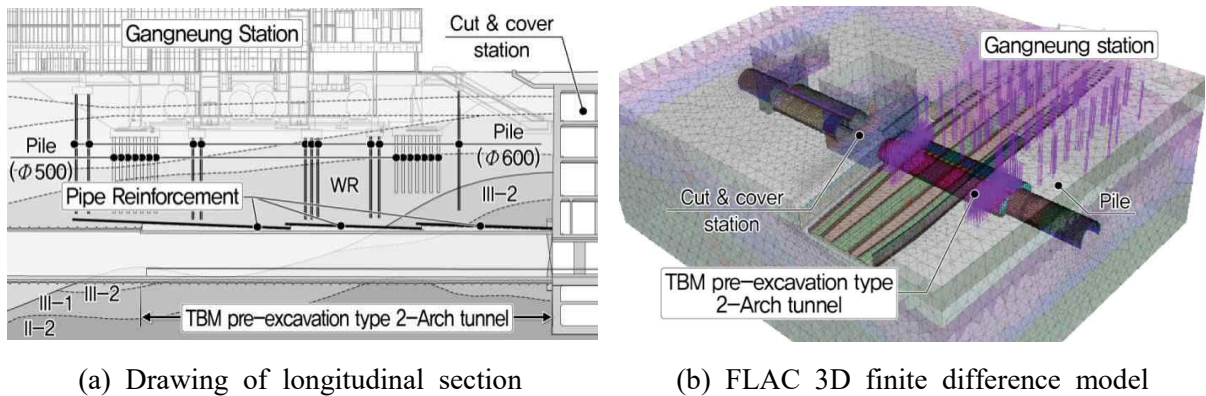 Gangneung Station
Cut & cover
station
Pile
(Φ500)
Pile
(Φ600)
Pipe Reinforcement
WR
III-2
III-1
III-2
II-2
TBM pre-excavation type 2-Arch tunnel
(a) Drawing of longitudinal section
Gangneung station
Cut & cover
station
Pile
TBM pre-excavation type
2-Arch tunnel
(b) FLAC 3D finite difference model